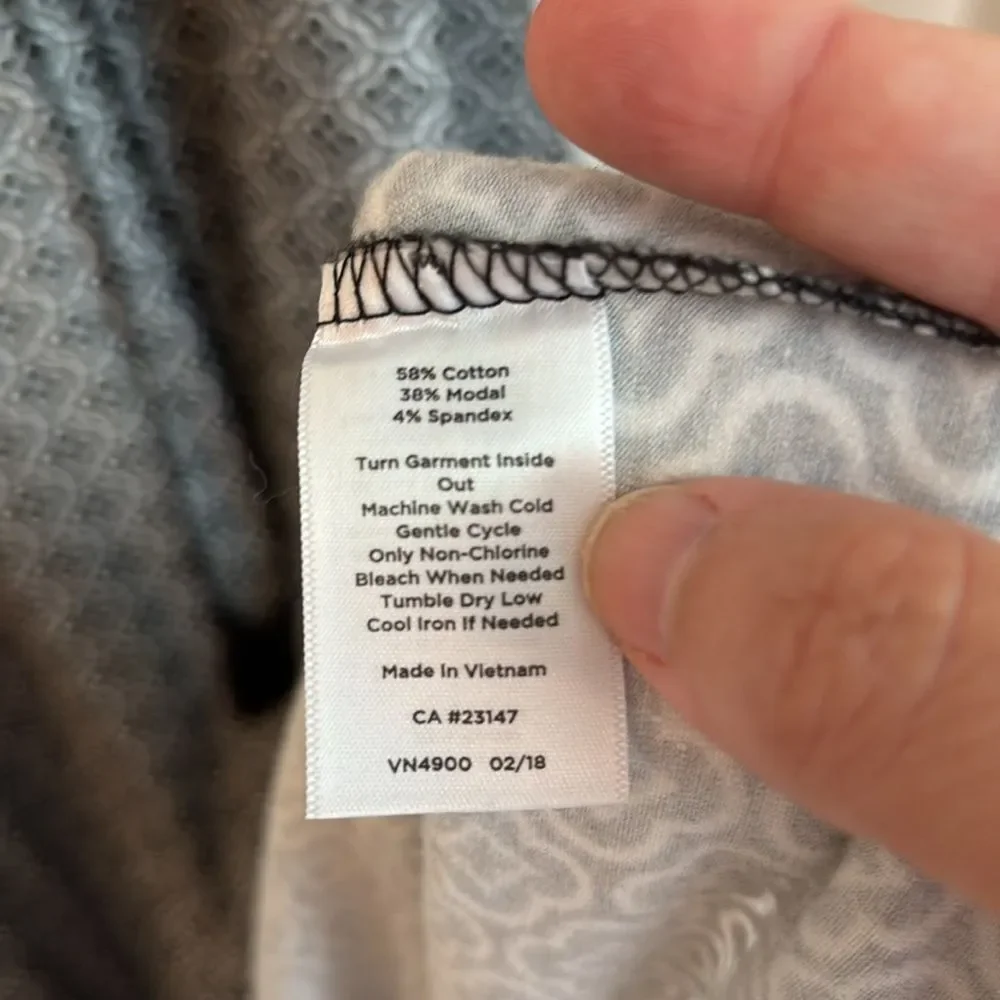 58% Cotton
38% Modal
4% Spandex
Turn Garment Inside
Out
Machine Wash Cold
Gentle Cycle
Only Non-Chlorine
Bleach When Needed
Tumble Dry Low
Cool Iron If Needed
Made In Vietnam
CA #23147
VN4900 02/18